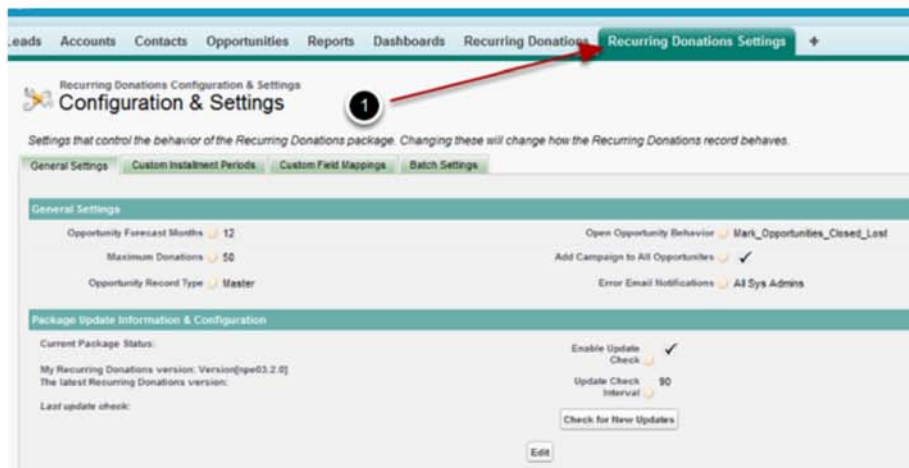 .eads Accounts Contacts Opportunities Reports Dashboards Recurring Donations Recurring Donations Settings +
Recurring Donations Configuration & Settings
Configuration & Settings
1
Settings that control the behavior of the Recurring Donations package. Changing these will change how the Recurring Donations record behaves.
General Settings Custom Installment Periods Custom Field Mappings Batch Settings
General Settings
Opportunity Forecast Months 12 Open Opportunity Behavior Mark_Opportunities_Closed_Lost
Maximum Donations 50 Add Campaign to All Opportunites ✓
Opportunity Record Type Master Error Email Notifications All Sys Admins
Package Update Information & Configuration
Current Package Status: Enable Update Check ✓
My Recurring Donations version: Version[npe03.2.0]
The latest Recurring Donations version: Update Check Interval 90
Last update check: Check for New Updates
Edit